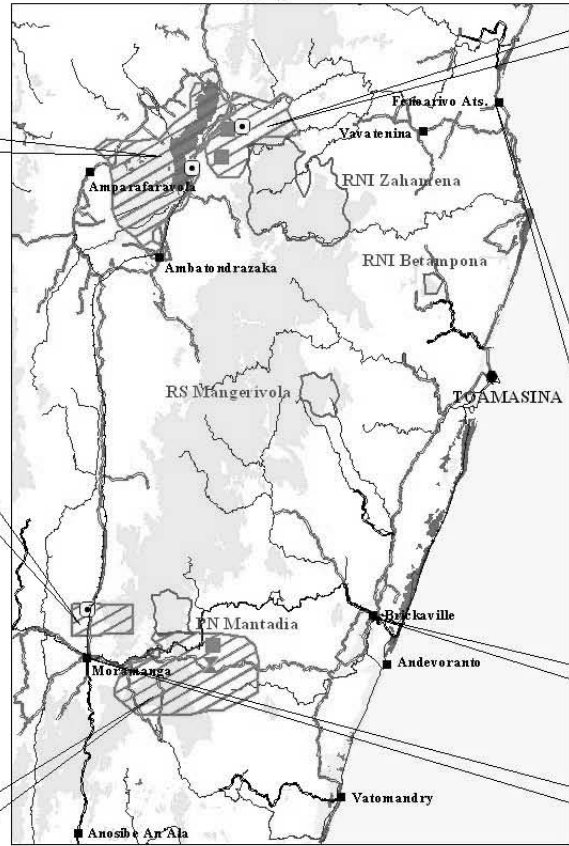 Fenoarivo Ats.
Vavatenina
Amparafaravola
RNI Zahamena
Ambatondrazaka
RNI Betampona
RS Mangerivola
TOAMASINA
PN Mantadia
Brickaville
Moramanga
Andevoranto
Vatomandry
Anosibe An'Ala